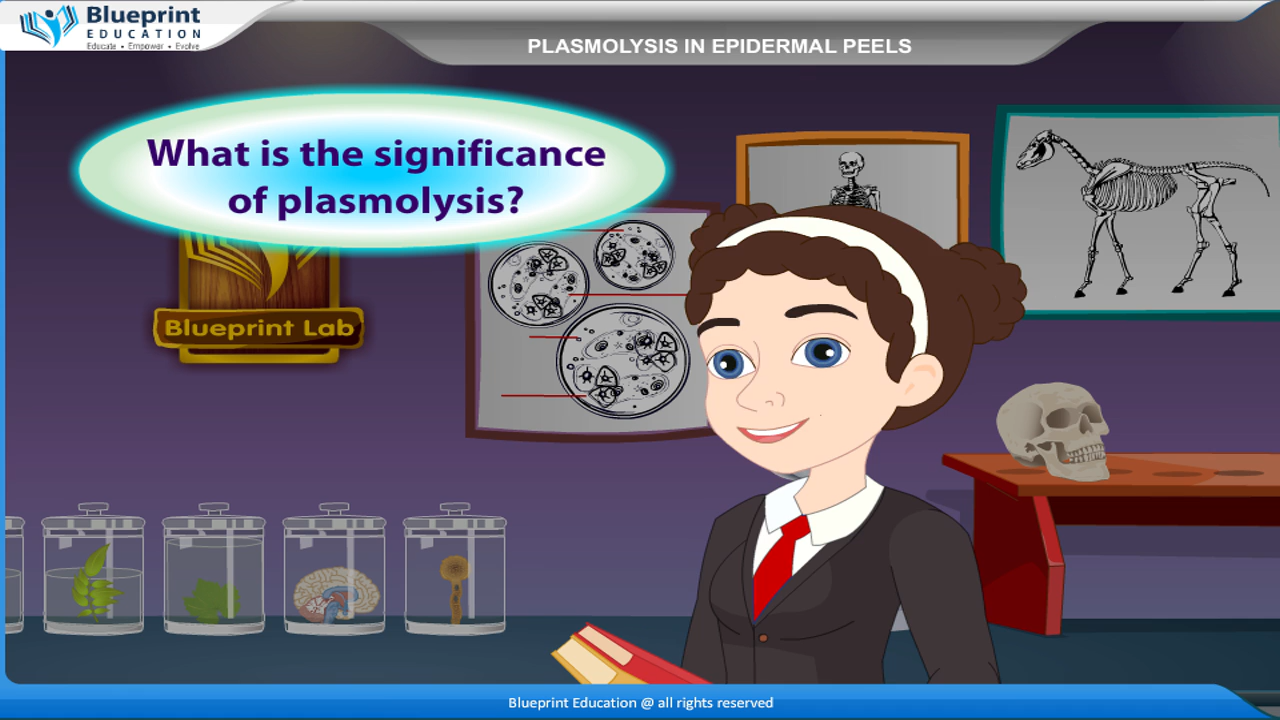 Blueprint
EDUCATION
Educate • Empower • Evolve
PLASMOLYSIS IN EPIDERMAL PEELS
What is the significance
of plasmolysis?
Blueprint Lab
Blueprint Education @ all rights reserved